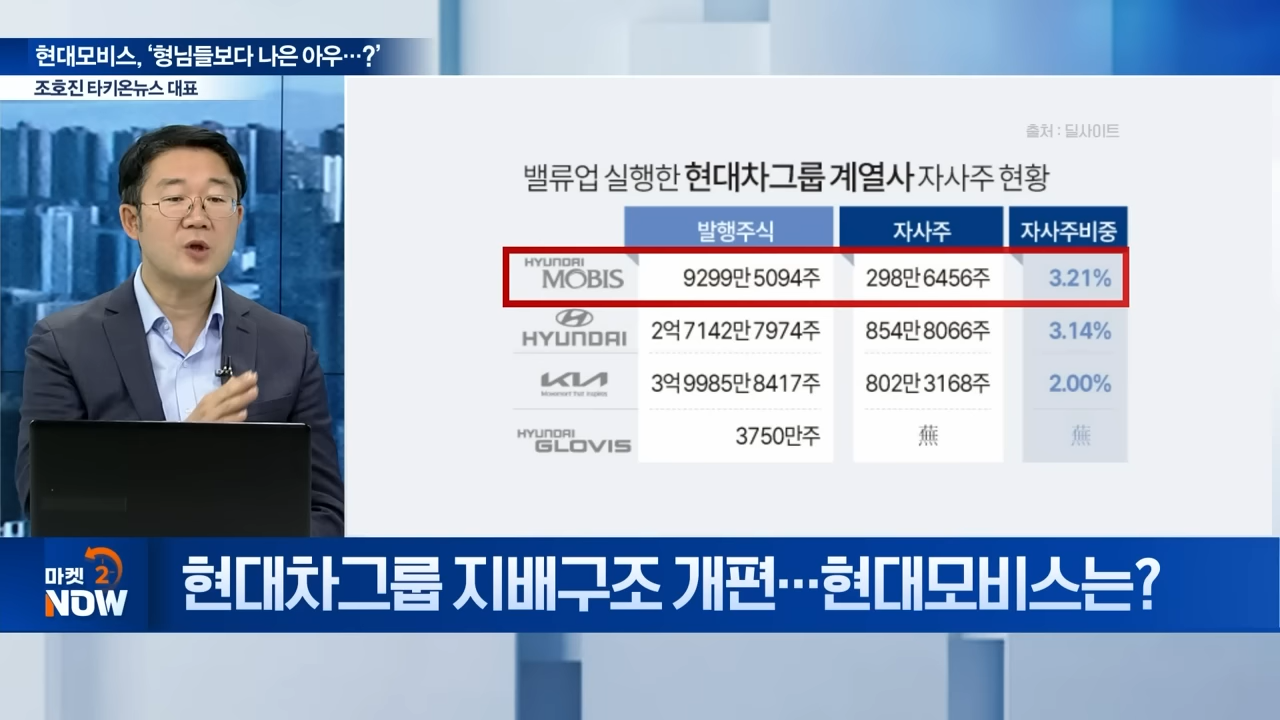 현대모비스, ‘형님들보다 나은 아우…?’
조호진 타키온뉴스 대표
출처 : 딜사이트
밸류업 실행한 현대차그룹 계열사 자사주 현황
발행주식 자사주 자사주비중
HYUNDAI MOBIS 9299만 5094주 298만 6456주 3.21%
HYUNDAI 2억 7142만 7974주 854만 8066주 3.14%
KIA 3억 9985만 8417주 802만 3168주 2.00%
Movement that inspires
HYUNDAI GLOVIS 3750만주 蕪 蕪
마켓 2 NOW
현대차그룹 지배구조 개편…현대모비스는?